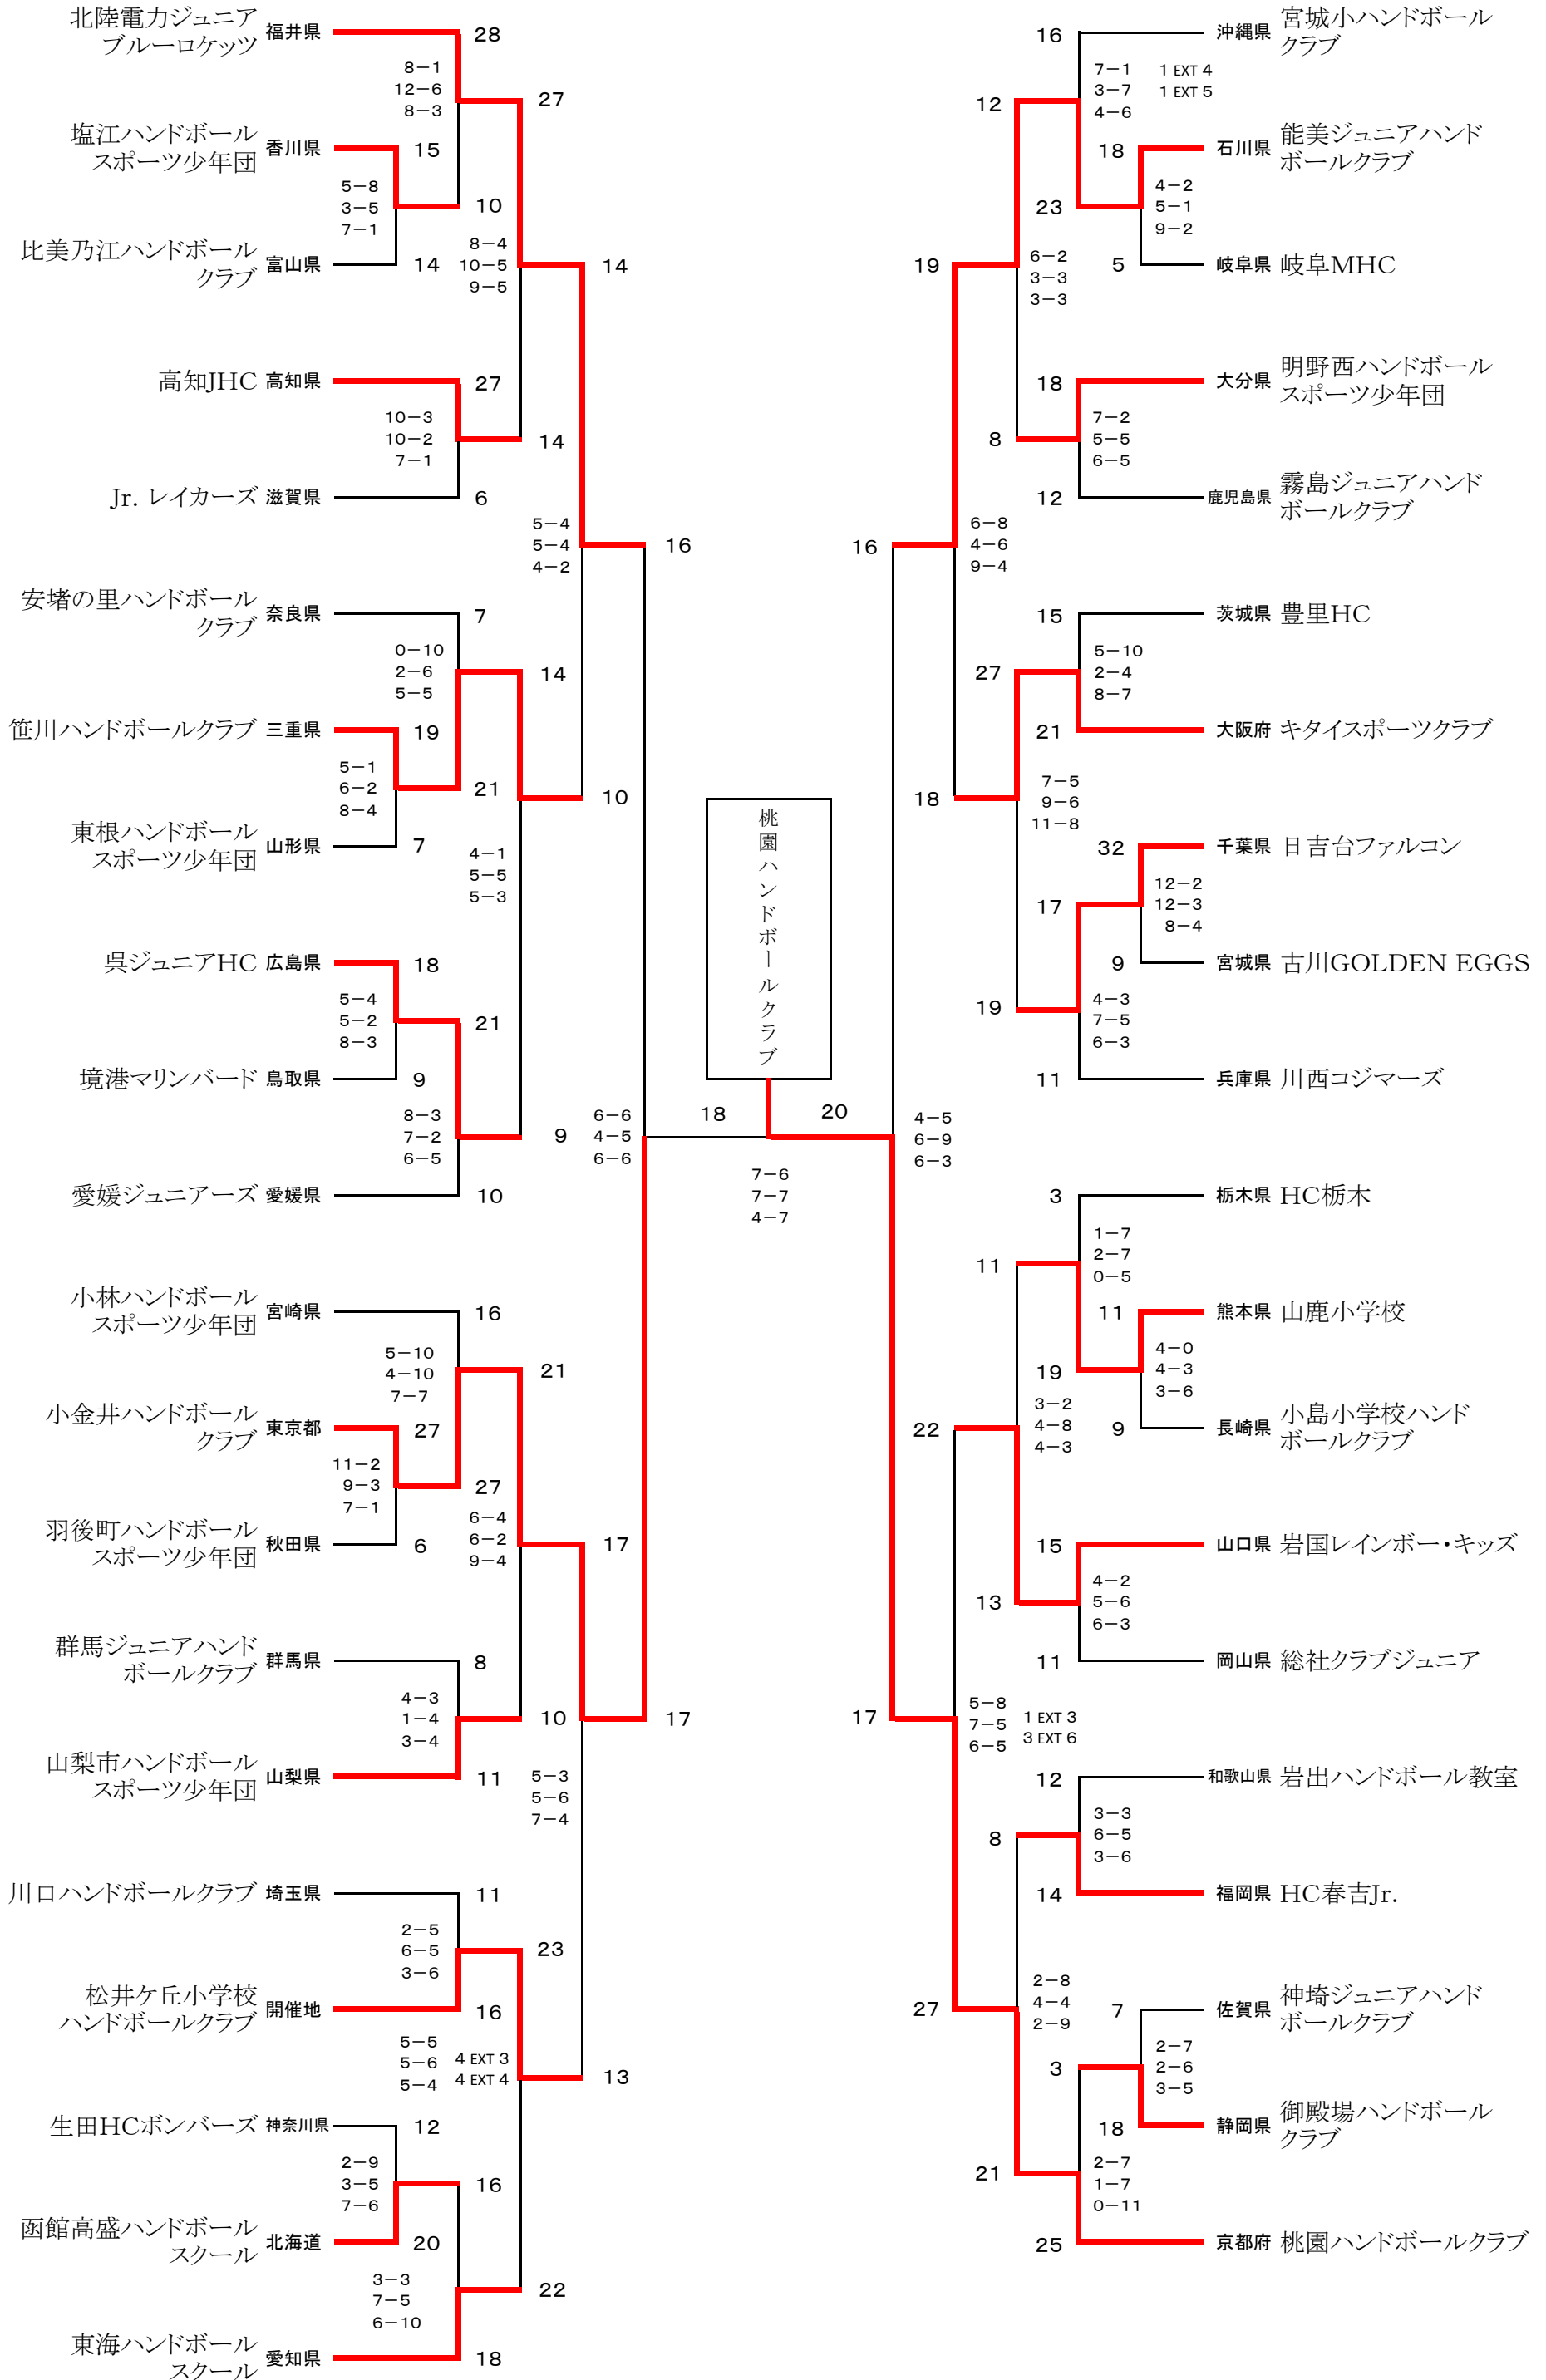 北陸電力ジュニア
ブルーロケッツ
福井県
28
8－1
12－6
8－3
27
塩江ハンドボール
スポーツ少年団
香川県
15
5－8
3－5
7－1
10
比美乃江ハンドボール
クラブ
富山県
14
8－4
10－5
9－5
14
高知JHC
高知県
27
10－3
10－2
7－1
14
Jr. レイカーズ
滋賀県
6
5－4
5－4
4－2
16
安堵の里ハンドボール
クラブ
奈良県
7
0－10
2－6
5－5
14
笹川ハンドボールクラブ
三重県
19
5－1
6－2
8－4
21
10
東根ハンドボール
スポーツ少年団
山形県
7
4－1
5－5
5－3
呉ジュニアHC
広島県
18
5－4
5－2
8－3
21
境港マリンバード
鳥取県
9
8－3
7－2
6－5
9
6－6
4－5
6－6
愛媛ジュニアーズ
愛媛県
10
小林ハンドボール
スポーツ少年団
宮崎県
16
5－10
4－10
7－7
21
小金井ハンドボール
クラブ
東京都
27
11－2
9－3
7－1
27
羽後町ハンドボール
スポーツ少年団
秋田県
6
6－4
6－2
9－4
17
群馬ジュニアハンド
ボールクラブ
群馬県
8
4－3
1－4
3－4
10
17
山梨市ハンドボール
スポーツ少年団
山梨県
11
5－3
5－6
7－4
川口ハンドボールクラブ
埼玉県
11
2－5
6－5
3－6
23
松井ケ丘小学校
ハンドボールクラブ
開催地
16
5－5
5－6
5－4
4 EXT 3
4 EXT 4
13
生田HCボンバーズ
神奈川県
12
2－9
3－5
7－6
16
函館高盛ハンドボール
スクール
北海道
20
3－3
7－5
6－10
22
東海ハンドボール
スクール
愛知県
18
桃園ハンドボールクラブ
18
20
7－6
7－7
4－7
16
沖縄県
宮城小ハンドボール
クラブ
7－1
3－7
4－6
1 EXT 4
1 EXT 5
12
18
石川県
能美ジュニアハンド
ボールクラブ
4－2
5－1
9－2
23
5
岐阜県
岐阜MHC
19
6－2
3－3
3－3
18
大分県
明野西ハンドボール
スポーツ少年団
7－2
5－5
6－5
8
12
鹿児島県
霧島ジュニアハンド
ボールクラブ
16
6－8
4－6
9－4
15
茨城県
豊里HC
5－10
2－4
8－7
27
21
大阪府
キタイスポーツクラブ
18
7－5
9－6
11－8
32
千葉県
日吉台ファルコン
12－2
12－3
8－4
17
9
宮城県
古川GOLDEN EGGS
19
4－3
7－5
6－3
11
兵庫県
川西コジマーズ
4－5
6－9
6－3
3
栃木県
HC栃木
1－7
2－7
0－5
11
11
熊本県
山鹿小学校
4－0
4－3
3－6
19
9
長崎県
小島小学校ハンド
ボールクラブ
22
3－2
4－8
4－3
15
山口県
岩国レインボー・キッズ
4－2
5－6
6－3
13
11
岡山県
総社クラブジュニア
17
5－8
7－5
6－5
1 EXT 3
3 EXT 6
12
和歌山県
岩出ハンドボール教室
3－3
6－5
3－6
8
14
福岡県
HC春吉Jr.
27
2－8
4－4
2－9
7
佐賀県
神埼ジュニアハンド
ボールクラブ
2－7
2－6
3－5
3
18
静岡県
御殿場ハンドボール
クラブ
21
2－7
1－7
0－11
25
京都府
桃園ハンドボールクラブ